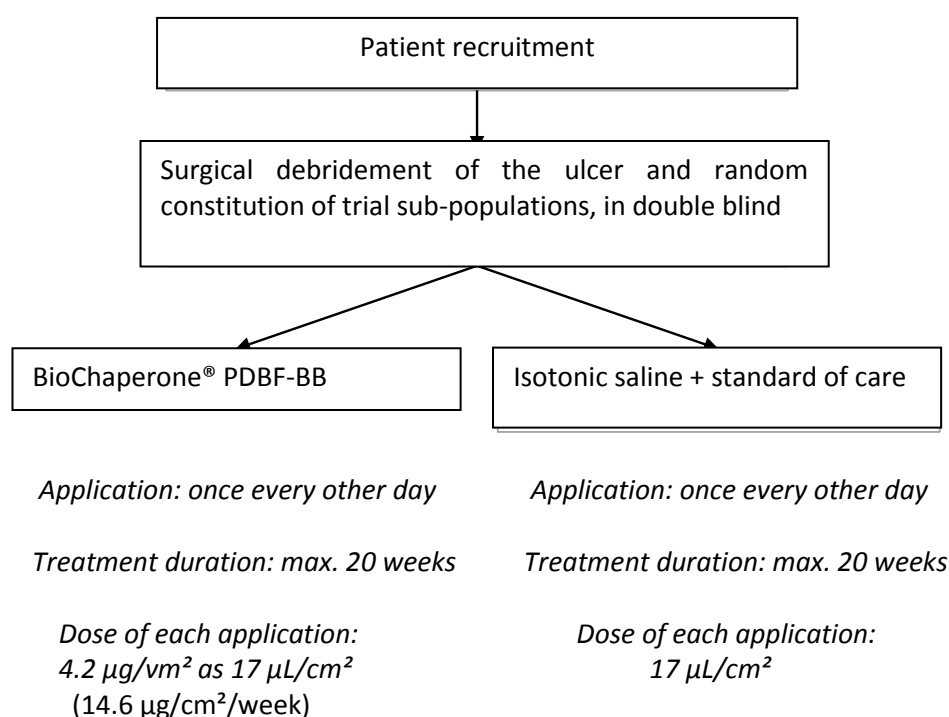 Patient recruitment
Surgical debridement of the ulcer and random
constitution of trial sub-populations, in double blind
BioChaperone® PDBF-BB
Isotonic saline + standard of care
Application: once every other day
Application: once every other day
Treatment duration: max. 20 weeks
Treatment duration: max. 20 weeks
Dose of each application:
4.2 µg/vm² as 17 µL/cm²
(14.6 µg/cm²/week)
Dose of each application:
17 µL/cm²